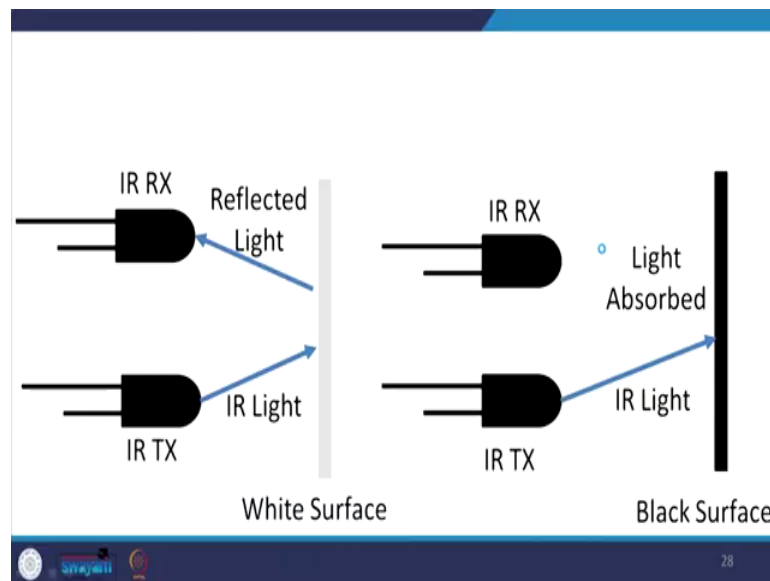 IR RX
Reflected
Light
IR Light
IR TX
White Surface
IR RX
Light
Absorbed
IR Light
IR TX
Black Surface
swayam
28